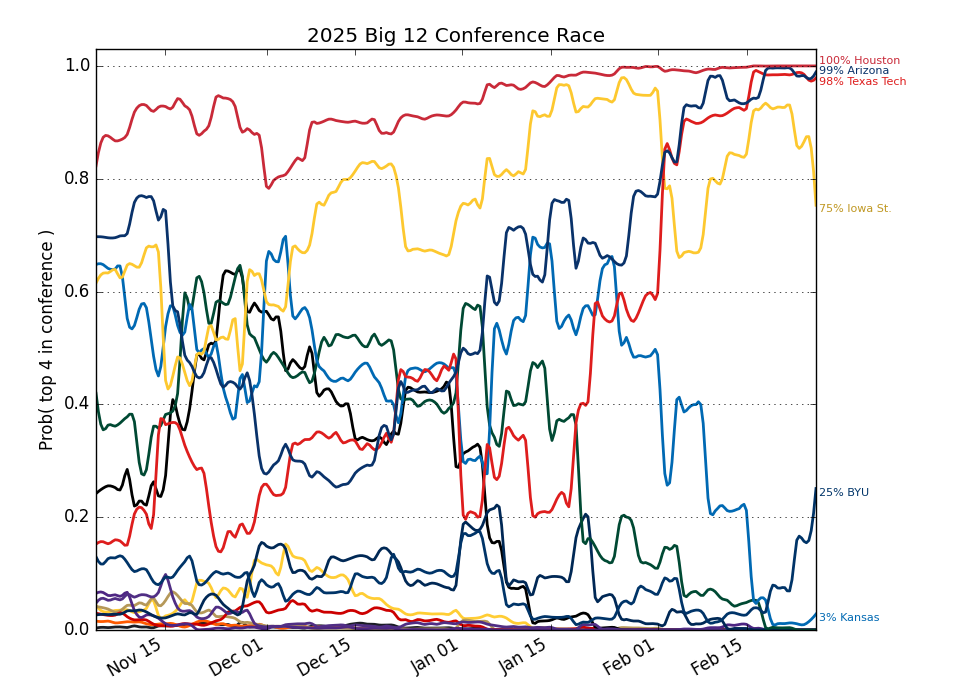 2025 Big 12 Conference Race
Prob( top 4 in conference )
1.0
0.8
0.6
0.4
0.2
0.0
Nov 15
Dec 01
Dec 15
Jan 01
Jan 15
Feb 01
Feb 15
100% Houston
99% Arizona
98% Texas Tech
75% Iowa St.
25% BYU
3% Kansas